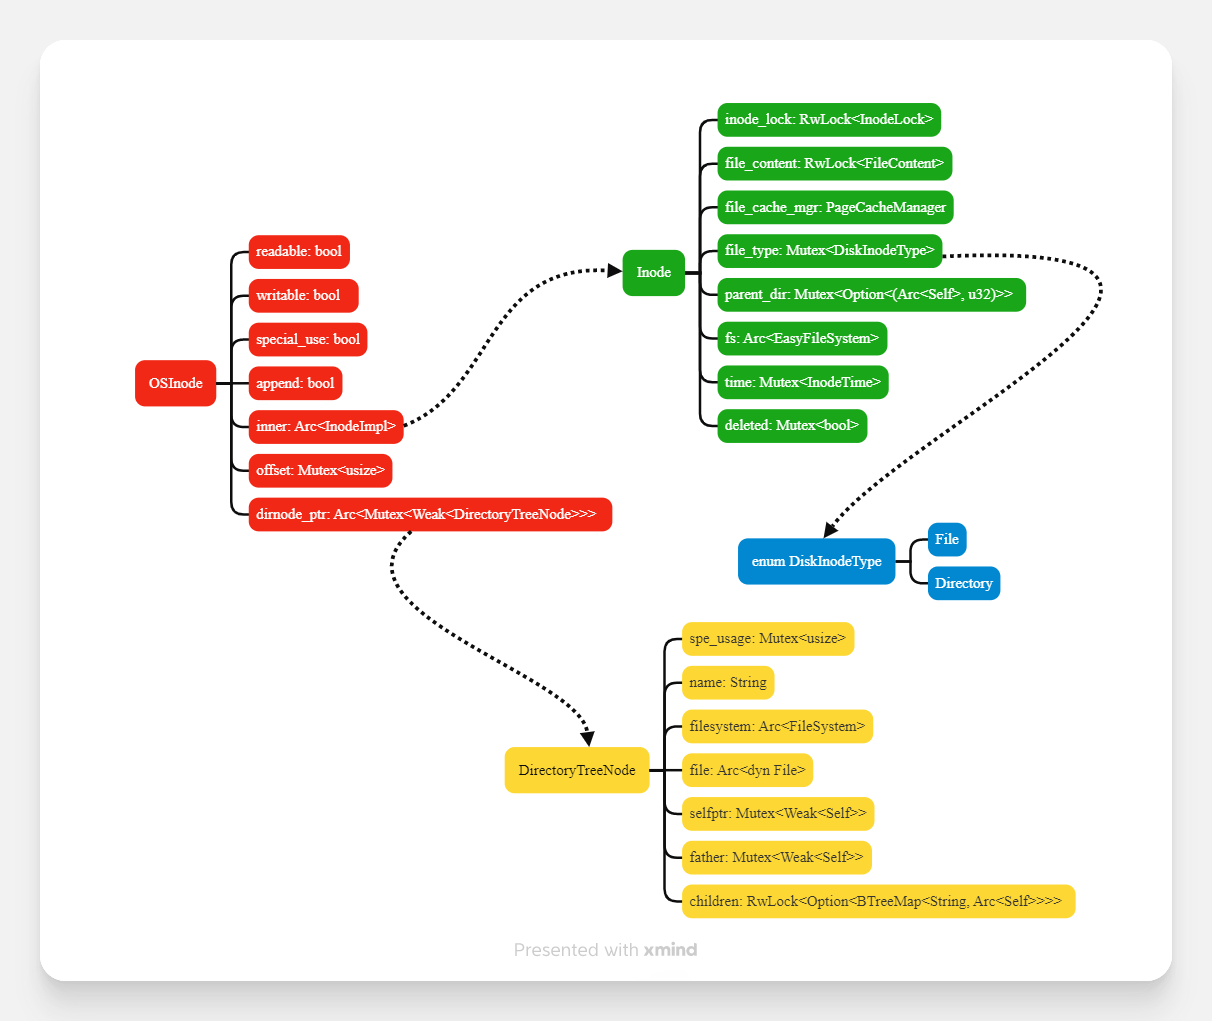 OSInode
readable: bool
writable: bool
special_use: bool
append: bool
inner: Arc<InodeImpl>
offset: Mutex<usize>
dirnode_ptr: Arc<Mutex<Weak<DirectoryTreeNode>>>
Inode
inode_lock: RwLock<InodeLock>
file_content: RwLock<FileContent>
file_cache_mgr: PageCacheManager
file_type: Mutex<DiskInodeType>
parent_dir: Mutex<Option<(Arc<Self>, u32)>>
fs: Arc<EasyFileSystem>
time: Mutex<InodeTime>
deleted: Mutex<bool>
enum DiskInodeType
File
Directory
DirectoryTreeNode
spe_usage: Mutex<usize>
name: String
filesystem: Arc<FileSystem>
file: Arc<dyn File>
selfptr: Mutex<Weak<Self>>
father: Mutex<Weak<Self>>
children: RwLock<Option<BTreeMap<String, Arc<Self>>>>
Presented with xmind